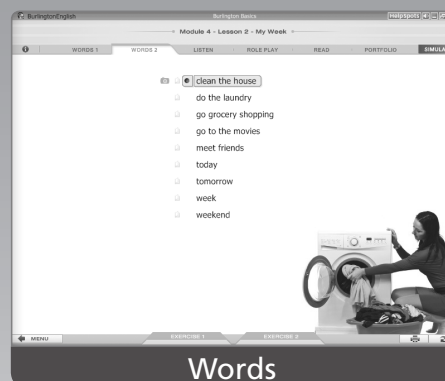 BurlingtonEnglish
Burlington Basics
HelpSpots
Module 4 - Lesson 2 - My Week
WORDS 1
WORDS 2
LISTEN
ROLE PLAY
READ
PORTFOLIO
SIMULA
clean the house
do the laundry
go grocery shopping
go to the movies
meet friends
today
tomorrow
week
weekend
MENU
EXERCISE 1
EXERCISE 2
Words